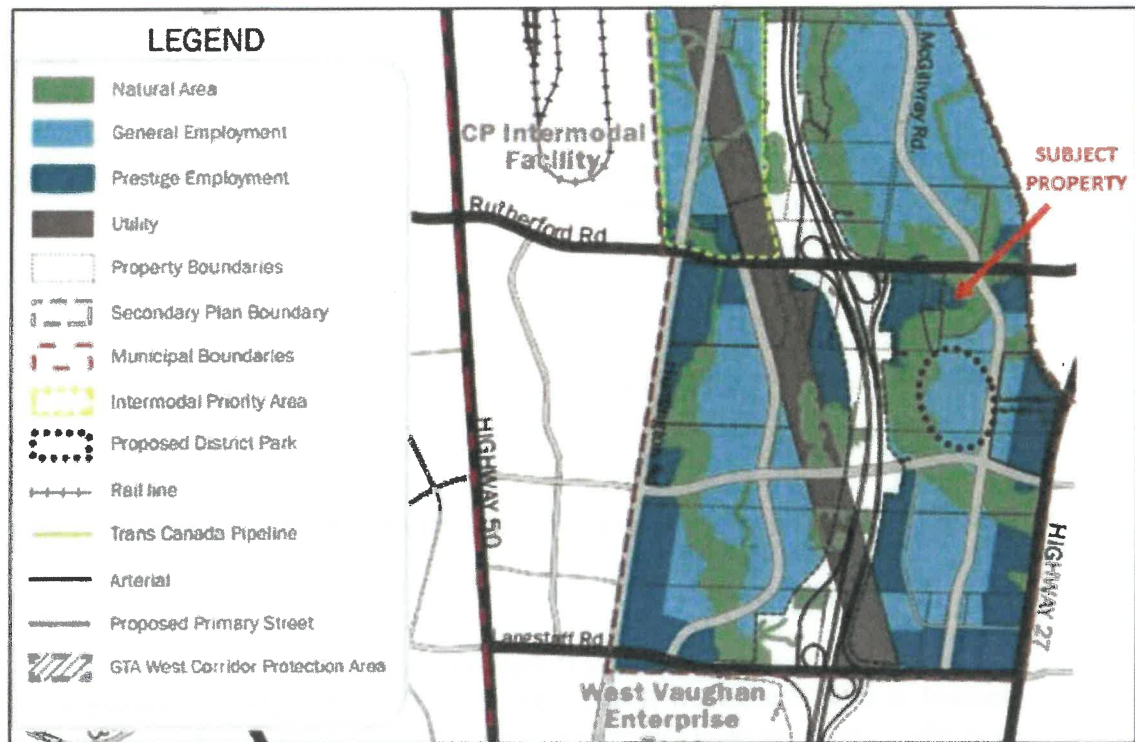 LEGEND
Natural Area
General Employment
Prestige Employment
Utility
Property Boundaries
Secondary Plan Boundary
Municipal Boundaries
Intermodal Priority Area
Proposed District Park
Rail line
Trans Canada Pipeline
Arterial
Proposed Primary Street
GTA West Corridor Protection Area
CP Intermodal
Facility
McGillvray Rd.
SUBJECT
PROPERTY
Rutherford Rd.
HIGHWAY 50
HIGHWAY 27
Langstaff Rd.
West Vaughan
Enterprise